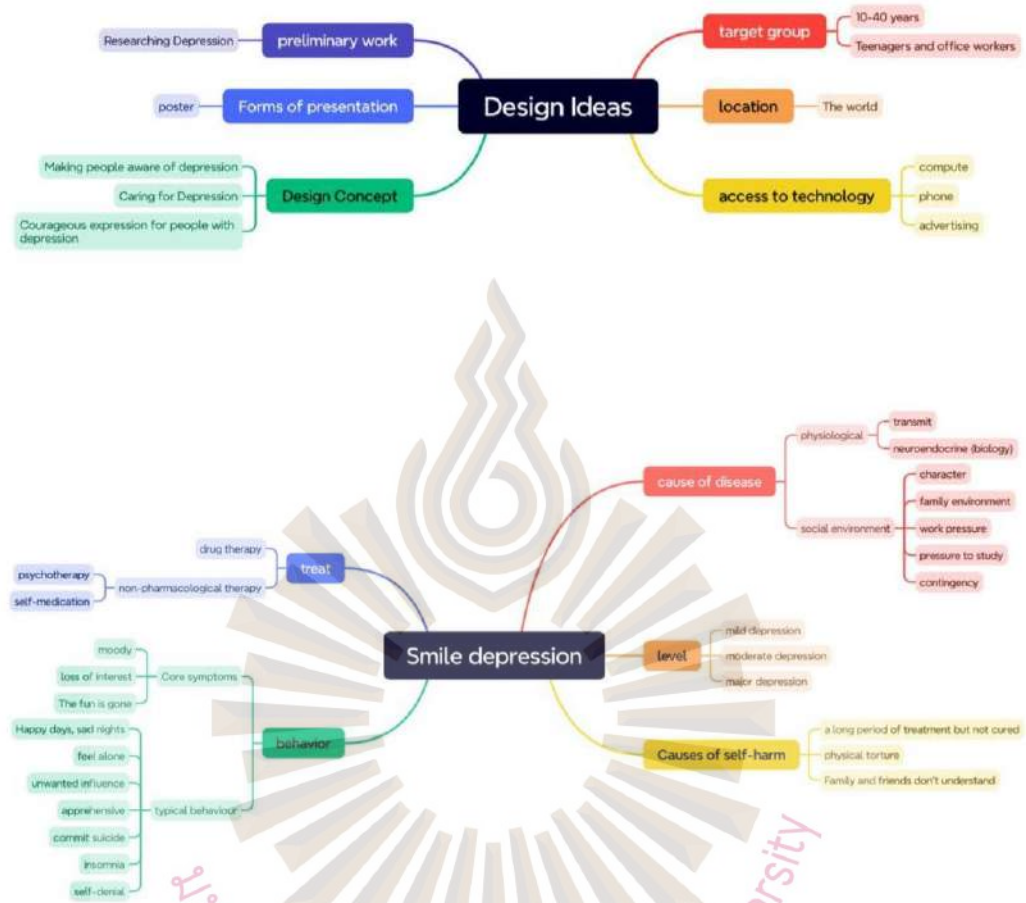 Design Ideas
preliminary work
Researching Depression
Forms of presentation
poster
Design Concept
Making people aware of depression
Caring for Depression
Courageous expression for people with
depression
target group
10-40 years
Teenagers and office workers
location
The world
access to technology
compute
phone
advertising
Smile depression
treat
drug therapy
non-pharmacological therapy
psychotherapy
self-medication
behavior
Core symptoms
moody
loss of interest
The fun is gone
typical behaviour
Happy days, sad nights
feel alone
unwanted influence
apprehensive
commit suicide
insomnia
self-denial
cause of disease
physiological
transmit
neuroendocrine (biology)
social environment
character
family environment
work pressure
pressure to study
contingency
level
mild depression
moderate depression
major depression
Causes of self-harm
a long period of treatment but not cured
physical torture
Family and friends don't understand